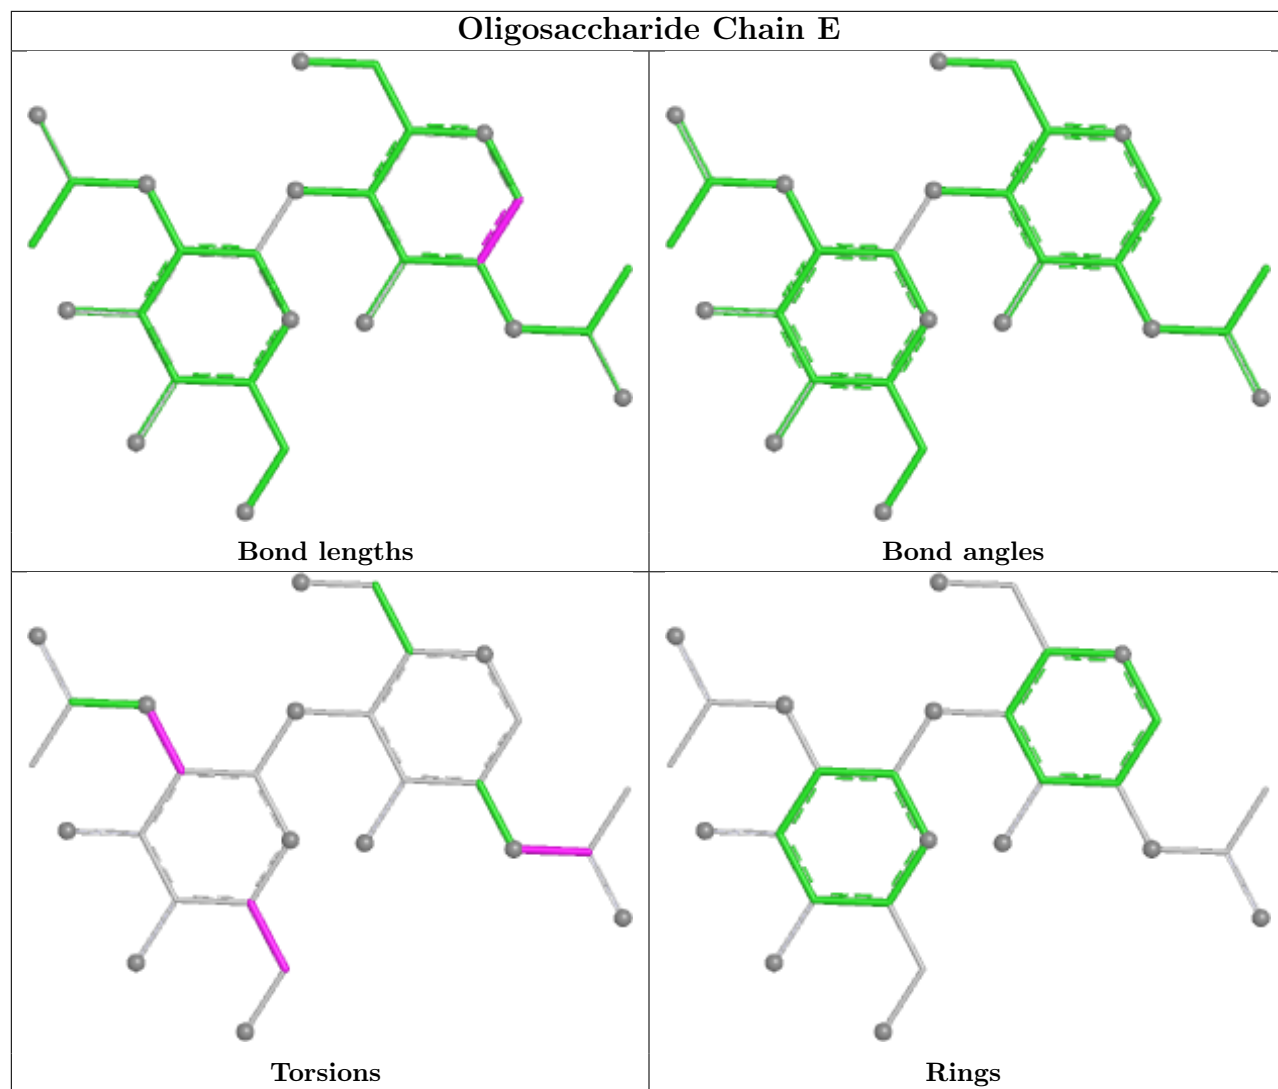 Oligosaccharide Chain E
Bond lengths
Bond angles
Torsions
Rings